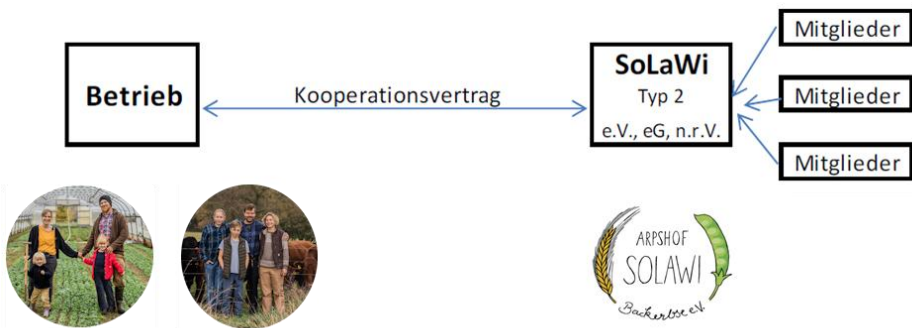 Betrieb
Kooperationsvertrag
SoLaWi
Typ 2
e.V., eG, n.r.V.
Mitglieder
Mitglieder
Mitglieder
ARPSHOF
SOLAWI
Backerbse e.V.